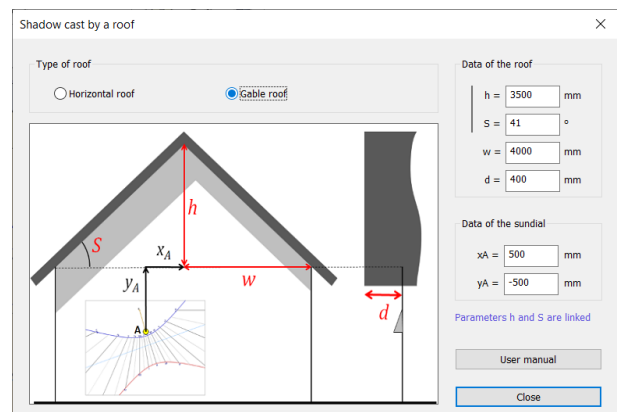 Shadow cast by a roof
Type of roof
Horizontal roof
Gable roof
h
S
x_A
y_A
w
d
A
Data of the roof
h = 3500 mm
S = 41 °
w = 4000 mm
d = 400 mm
Data of the sundial
xA = 500 mm
yA = -500 mm
Parameters h and S are linked
User manual
Close